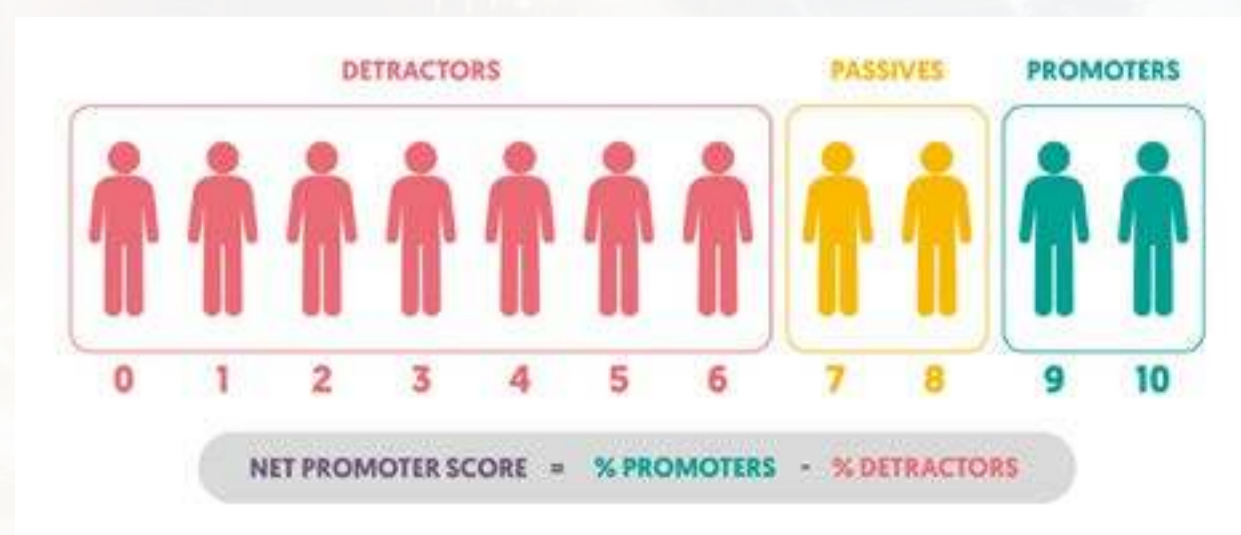 DETRACTORS PASSIVES PROMOTERS
0 1 2 3 4 5 6 7 8 9 10
NET PROMOTER SCORE = % PROMOTERS - % DETRACTORS